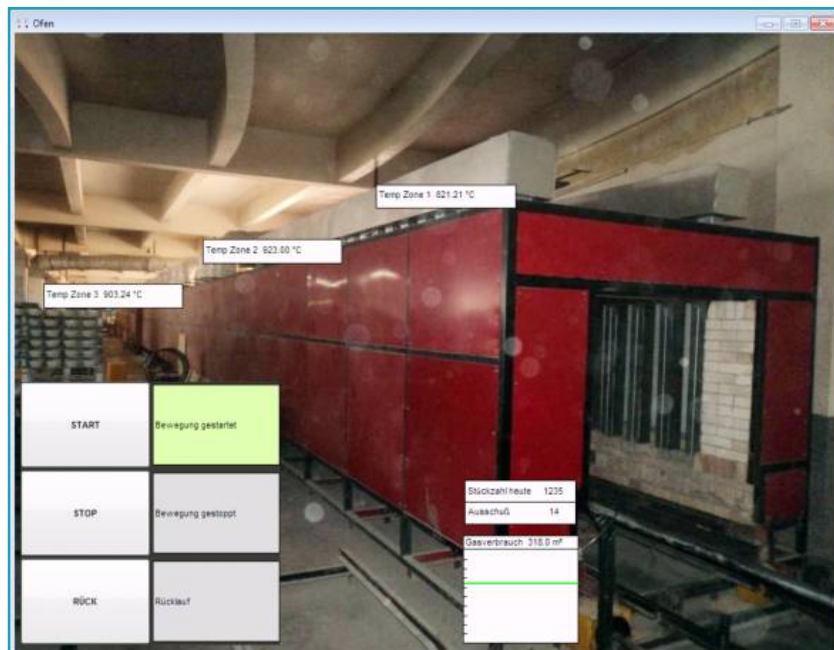 Ofen
Temp Zone 1 821.21 °C
Temp Zone 2 823.00 °C
Temp Zone 3 903.24 °C
START
Bewegung gestartet
STOP
Bewegung gestoppt
RÜCK
Rücklauf
Stückzahl heute 1235
Ausschuß 14
Gasverbrauch 318.0 m³